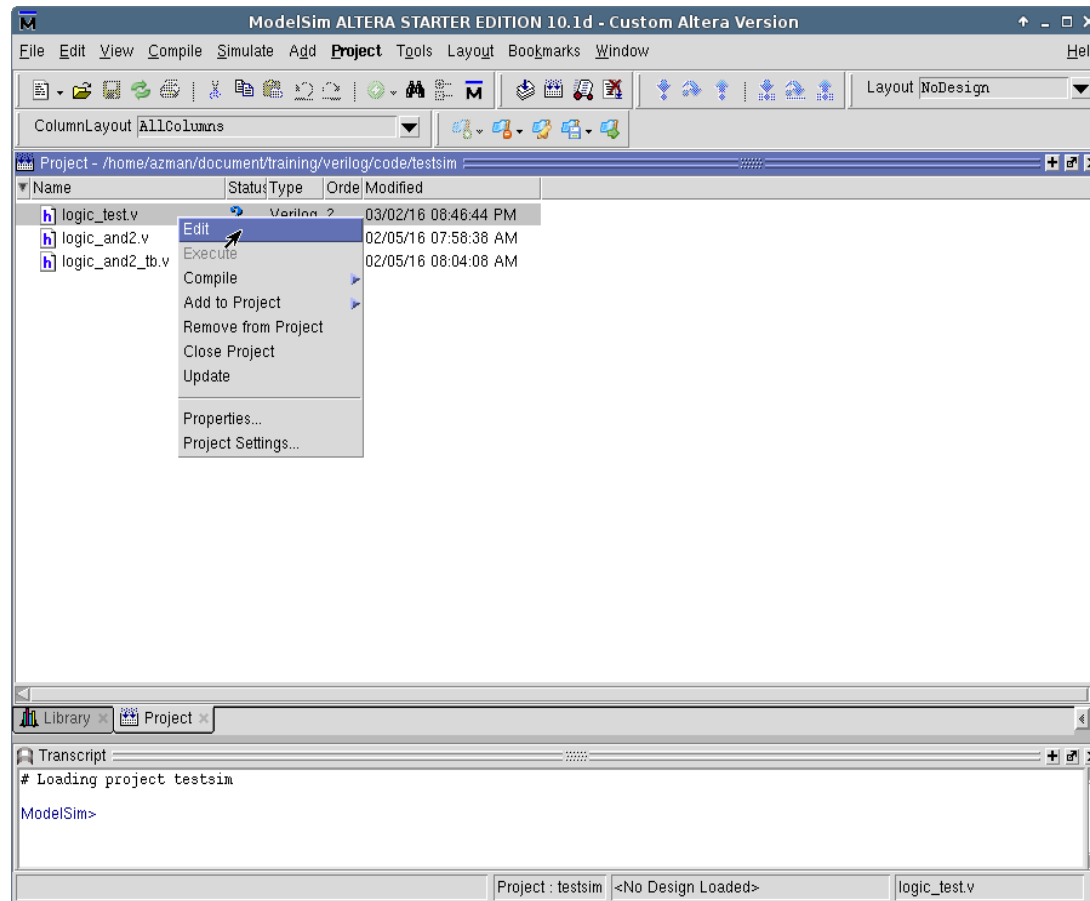 ModelSim ALTERA STARTER EDITION 10.1d - Custom Altera Version
File Edit View Compile Simulate Add Project Tools Layout Bookmarks Window Hel
Layout NoDesign
ColumnLayout AllColumns
Project - /home/azman/document/training/verilog/code/testsim
Name Status Type Orde Modified
logic_test.v Verilog 2 03/02/16 08:46:44 PM
logic_and2.v 02/05/16 07:58:38 AM
logic_and2_tb.v 02/05/16 08:04:08 AM
Edit
Execute
Compile
Add to Project
Remove from Project
Close Project
Update
Properties...
Project Settings...
Library Project
Transcript
# Loading project testsim
ModelSim>
Project : testsim <No Design Loaded> logic_test.v